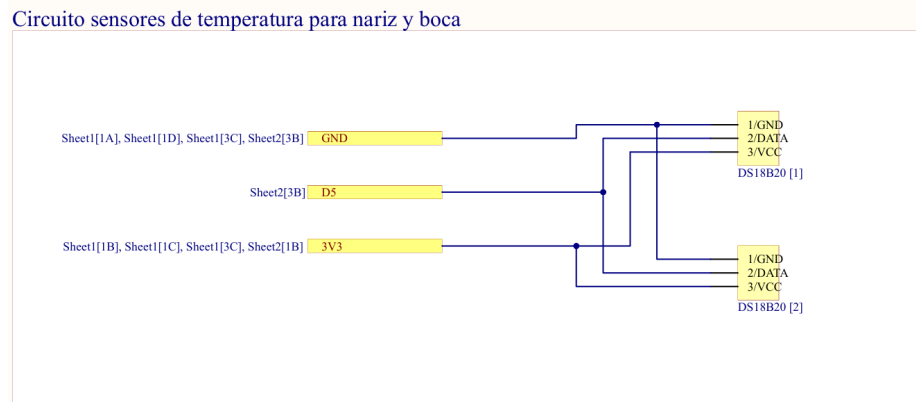 Circuito sensores de temperatura para nariz y boca
1/GND
Sheet1[1A], Sheet1[1D], Sheet1[3C], Sheet2[3B] GND
2/DATA
3/VCC
DS18B20 [1]
Sheet2[3B] D5
Sheet1[1B], Sheet1[1C], Sheet1[3C], Sheet2[1B] 3V3
1/GND
2/DATA
3/VCC
DS18B20 [2]